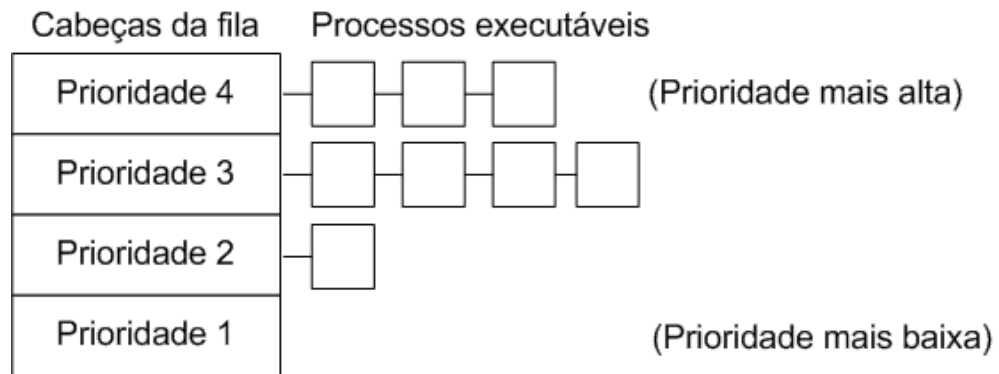 Cabeças da fila Processos executáveis
Prioridade 4 (Prioridade mais alta)
Prioridade 3
Prioridade 2
Prioridade 1 (Prioridade mais baixa)